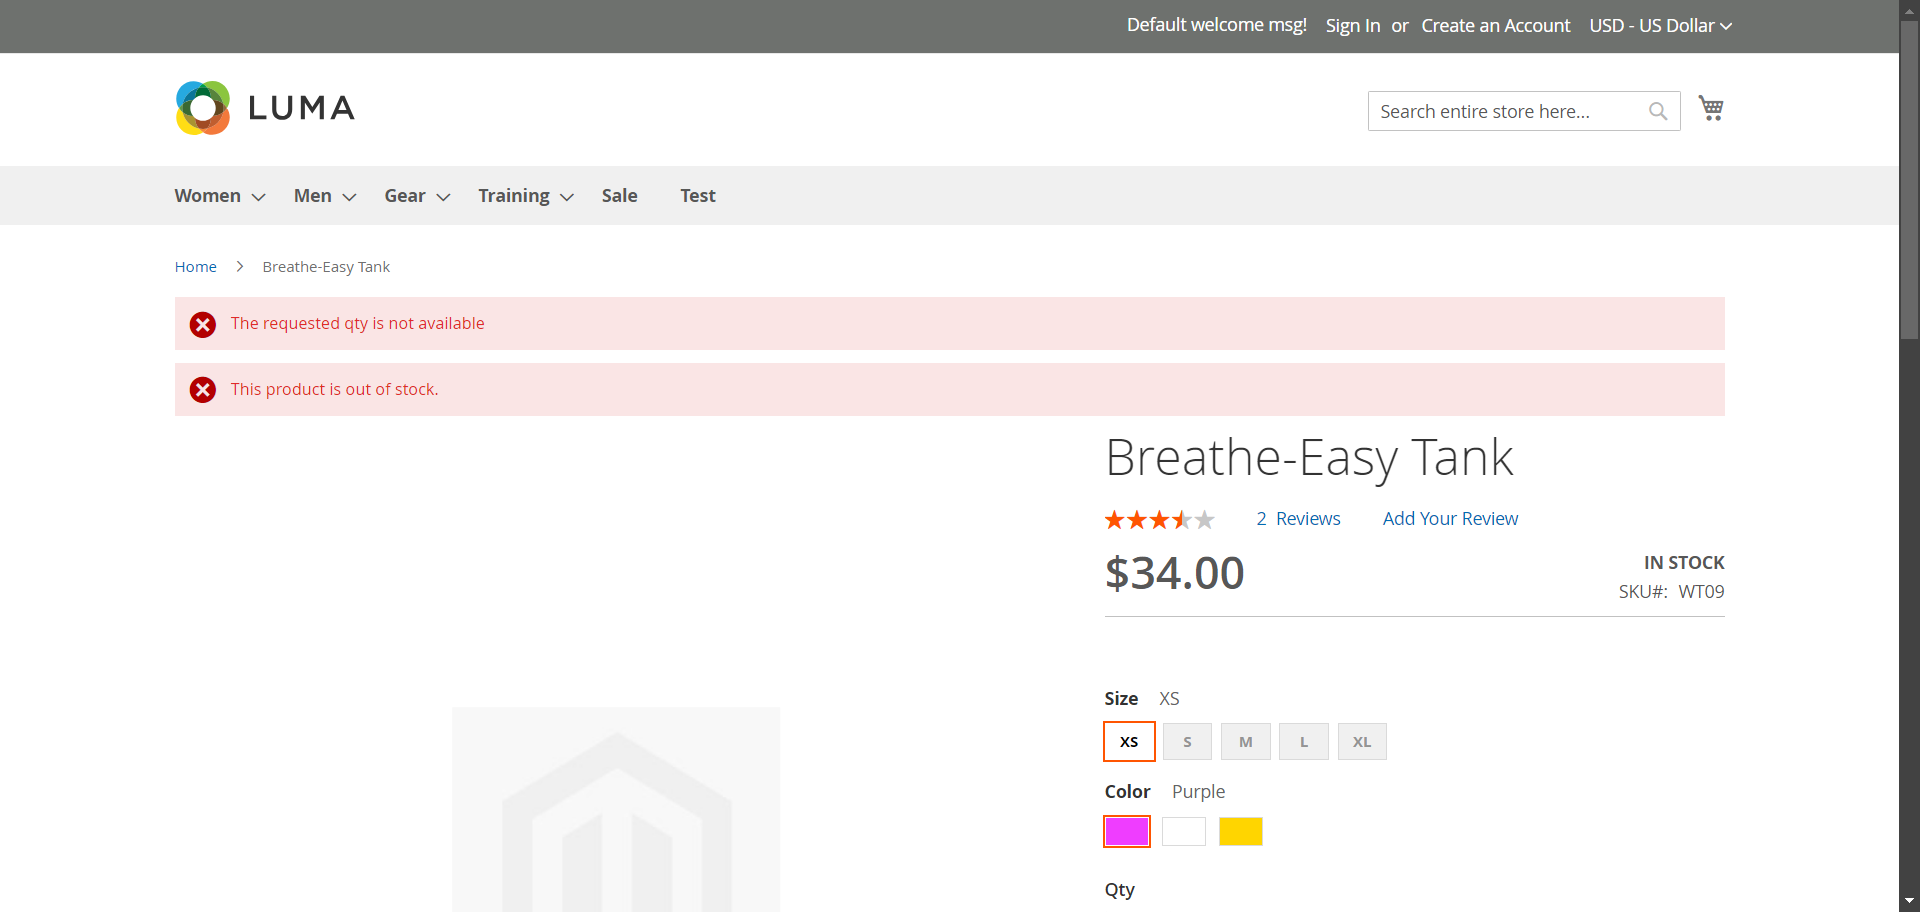 Default welcome msg! Sign In or Create an Account USD - US Dollar
LUMA
Search entire store here...
Women Men Gear Training Sale Test
Home Breathe-Easy Tank
The requested qty is not available
This product is out of stock.
Breathe-Easy Tank
2 Reviews Add Your Review
$34.00
IN STOCK
SKU#: WT09
Size XS
XS S M L XL
Color Purple
Qty